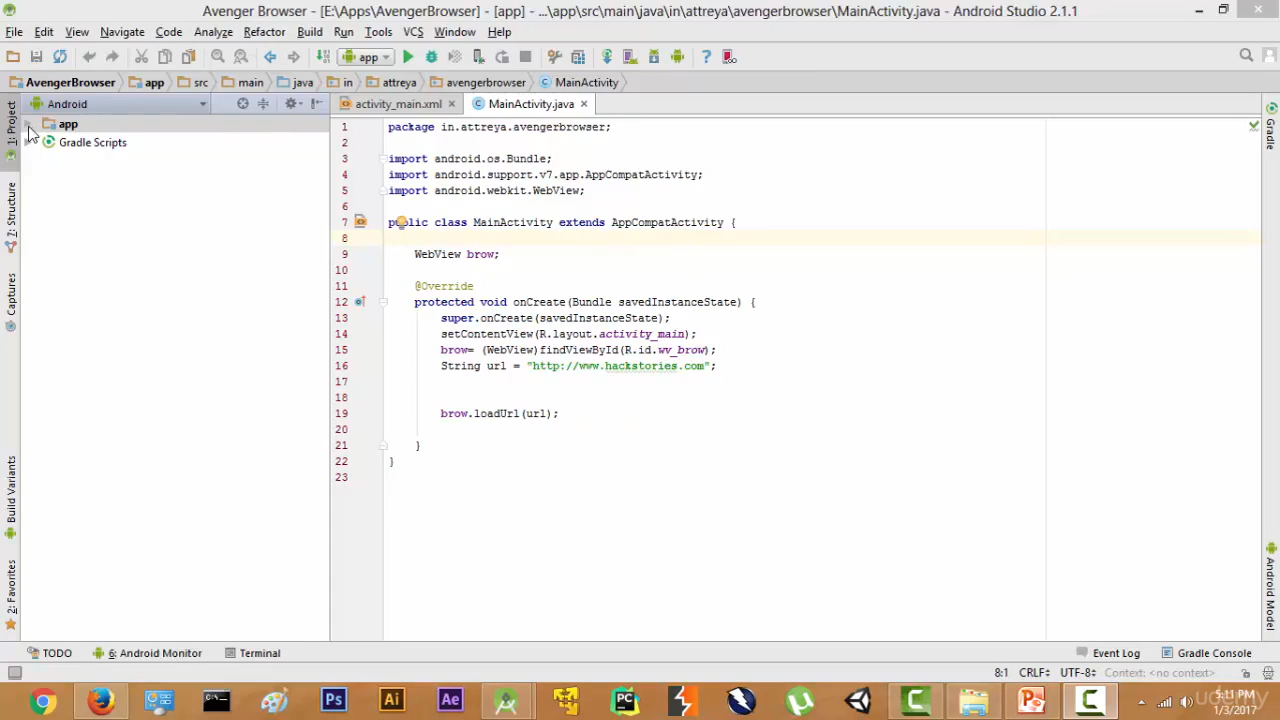 Avenger Browser - [E:\Apps\AvengerBrowser] - [app] - ...\app\src\main\java\in\attreya\avengerbrowser\MainActivity.java - Android Studio 2.1.1
File Edit View Navigate Code Analyze Refactor Build Run Tools VCS Window Help
app
AvengerBrowser app src main java in attreya avengerbrowser MainActivity
Android
activity_main.xml MainActivity.java
1: Project
7: Structure
Captures
Build Variants
2: Favorites
app
Gradle Scripts
1 package in.attreya.avengerbrowser;
2
3 import android.os.Bundle;
4 import android.support.v7.app.AppCompatActivity;
5 import android.webkit.WebView;
6
7 public class MainActivity extends AppCompatActivity {
8
9 WebView brow;
10
11 @Override
12 protected void onCreate(Bundle savedInstanceState) {
13 super.onCreate(savedInstanceState);
14 setContentView(R.layout.activity_main);
15 brow= (WebView)findViewById(R.id.wv_brow);
16 String url = "http://www.hackstories.com";
17
18
19 brow.loadUrl(url);
20
21 }
22 }
23
Gradle
Android Model
TODO 6: Android Monitor Terminal Event Log Gradle Console
8:1 CRLF UTF-8 Context: <no context>
Ps Ai Ae PC
5:11 PM
1/3/2017
udemy